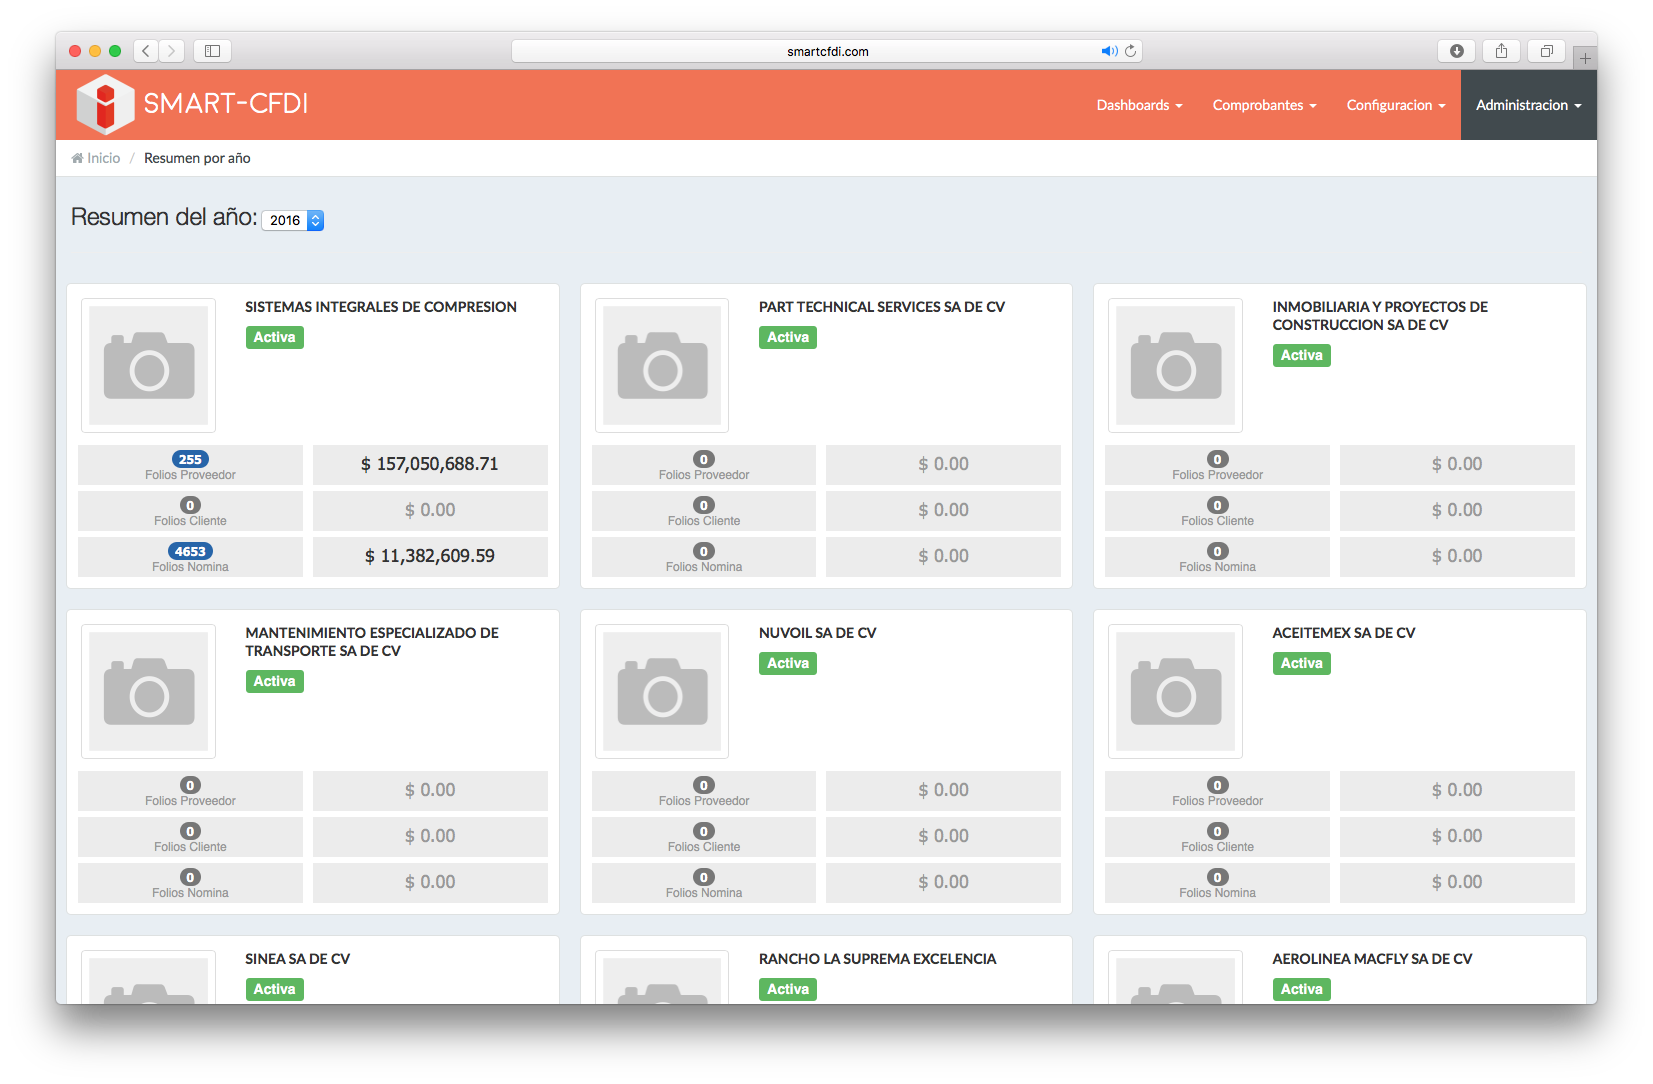 smartcfdi.com
SMART-CFDI
Dashboards
Comprobantes
Configuracion
Administracion
Inicio / Resumen por año
Resumen del año: 2016
SISTEMAS INTEGRALES DE COMPRESION
Activa
255
Folios Proveedor
$ 157,050,688.71
0
Folios Cliente
$ 0.00
4653
Folios Nomina
$ 11,382,609.59
PART TECHNICAL SERVICES SA DE CV
Activa
0
Folios Proveedor
$ 0.00
0
Folios Cliente
$ 0.00
0
Folios Nomina
$ 0.00
INMOBILIARIA Y PROYECTOS DE
CONSTRUCCION SA DE CV
Activa
0
Folios Proveedor
$ 0.00
0
Folios Cliente
$ 0.00
0
Folios Nomina
$ 0.00
MANTENIMIENTO ESPECIALIZADO DE
TRANSPORTE SA DE CV
Activa
0
Folios Proveedor
$ 0.00
0
Folios Cliente
$ 0.00
0
Folios Nomina
$ 0.00
NUVOIL SA DE CV
Activa
0
Folios Proveedor
$ 0.00
0
Folios Cliente
$ 0.00
0
Folios Nomina
$ 0.00
ACEITEMEX SA DE CV
Activa
0
Folios Proveedor
$ 0.00
0
Folios Cliente
$ 0.00
0
Folios Nomina
$ 0.00
SINEA SA DE CV
Activa
RANCHO LA SUPREMA EXCELENCIA
Activa
AEROLINEA MACFLY SA DE CV
Activa